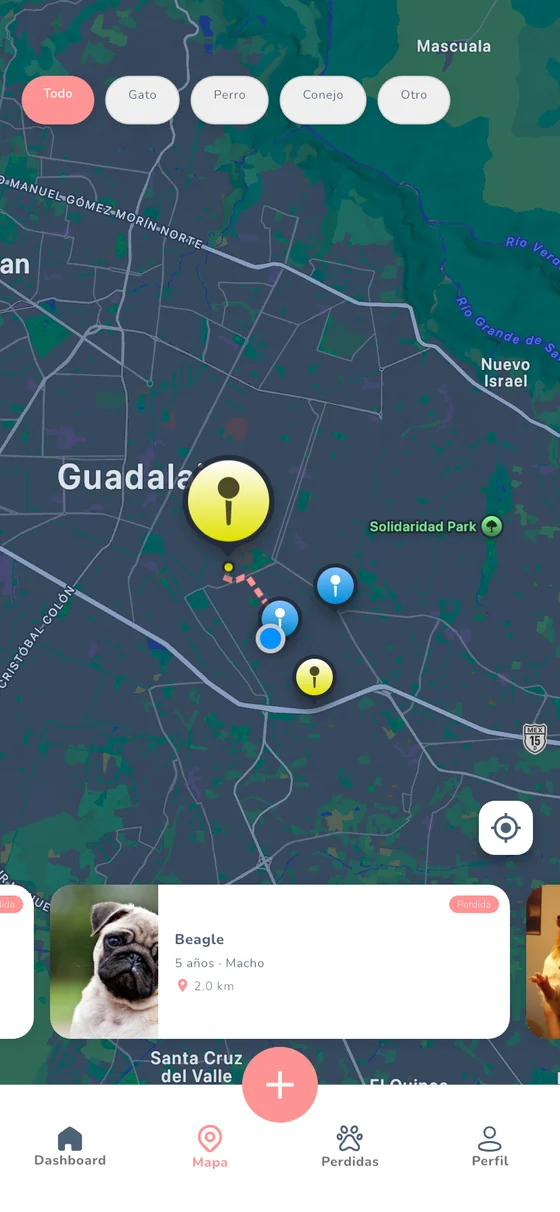 Mascuala
Todo
Gato
Perro
Conejo
Otro
MANUEL GÓMEZ MORÍN NORTE
an
Río Verd
Río Grande de Sa
Nuevo
Israel
Guadala
Solidaridad Park
CRISTÓBAL COLÓN
MEX
15
dida
Perdida
Beagle
5 años · Macho
2.0 km
Santa Cruz
del Valle
Dashboard
Mapa
Perdidas
Perfil